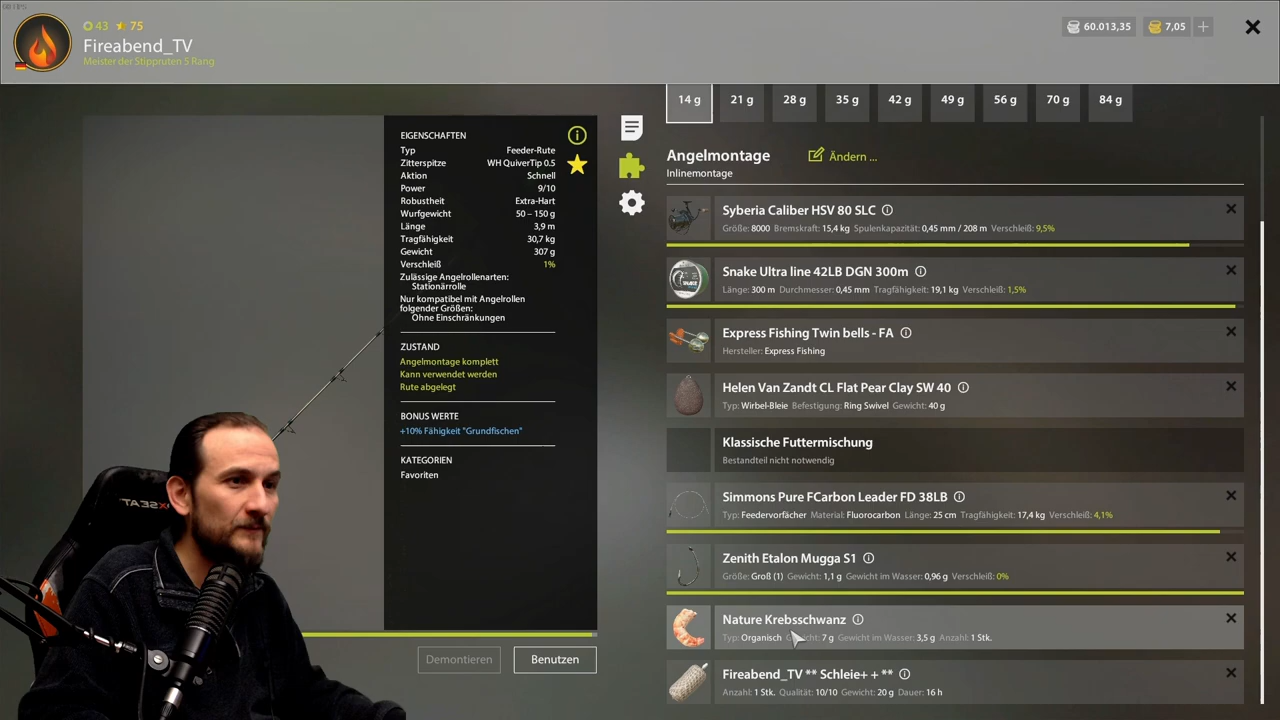 43 75
Fireabend_TV
Meister der Stippruten 5 Rang
60.013,35 7,05
14 g 21 g 28 g 35 g 42 g 49 g 56 g 70 g 84 g
EIGENSCHAFTEN
Typ Feeder-Rute
Zitterspitze WH QuiverTip 0.5
Aktion Schnell
Power 9/10
Robustheit Extra-Hart
Wurfgewicht 50 – 150 g
Länge 3,9 m
Tragfähigkeit 30,7 kg
Gewicht 307 g
Verschleiß 1%
Zulässige Angelrollenarten:
Stationärrolle
Nur kompatibel mit Angelrollen
folgender Größen:
Ohne Einschränkungen
ZUSTAND
Angelmontage komplett
Kann verwendet werden
Rute abgelegt
BONUS WERTE
+10% Fähigkeit "Grundfischen"
KATEGORIEN
Favoriten
Demontieren Benutzen
Angelmontage Ändern ...
Inlinemontage
Syberia Caliber HSV 80 SLC
Größe: 8000 Bremskraft: 15,4 kg Spulenkapazität: 0,45 mm / 208 m Verschleiß: 9,5%
Snake Ultra line 42LB DGN 300m
Länge: 300 m Durchmesser: 0,45 mm Tragfähigkeit: 19,1 kg Verschleiß: 1,5%
Express Fishing Twin bells - FA
Hersteller: Express Fishing
Helen Van Zandt CL Flat Pear Clay SW 40
Typ: Wirbel-Bleie Befestigung: Ring Swivel Gewicht: 40 g
Klassische Futtermischung
Bestandteil nicht notwendig
Simmons Pure FCarbon Leader FD 38LB
Typ: Feedervorfächer Material: Fluorocarbon Länge: 25 cm Tragfähigkeit: 17,4 kg Verschleiß: 4,1%
Zenith Etalon Mugga S1
Größe: Groß (1) Gewicht: 1,1 g Gewicht im Wasser: 0,96 g Verschleiß: 0%
Nature Krebsschwanz
Typ: Organisch Gewicht: 7 g Gewicht im Wasser: 3,5 g Anzahl: 1 Stk.
Fireabend_TV ** Schleie+ + **
Anzahl: 1 Stk. Qualität: 10/10 Gewicht: 20 g Dauer: 16 h